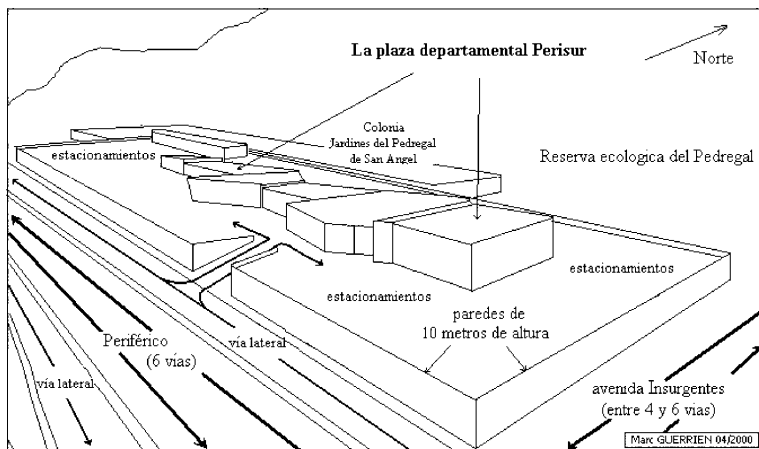 La plaza departamental Perisur
Norte
Colonia
Jardines del Pedregal
de San Angel
estacionamientos
Reserva ecologica del Pedregal
estacionamientos
estacionamientos
paredes de
10 metros de altura
Periférico
(6 vías)
vía lateral
vía lateral
avenida Insurgentes
(entre 4 y 6 vias)
Marc GUERRIEN 04/2000